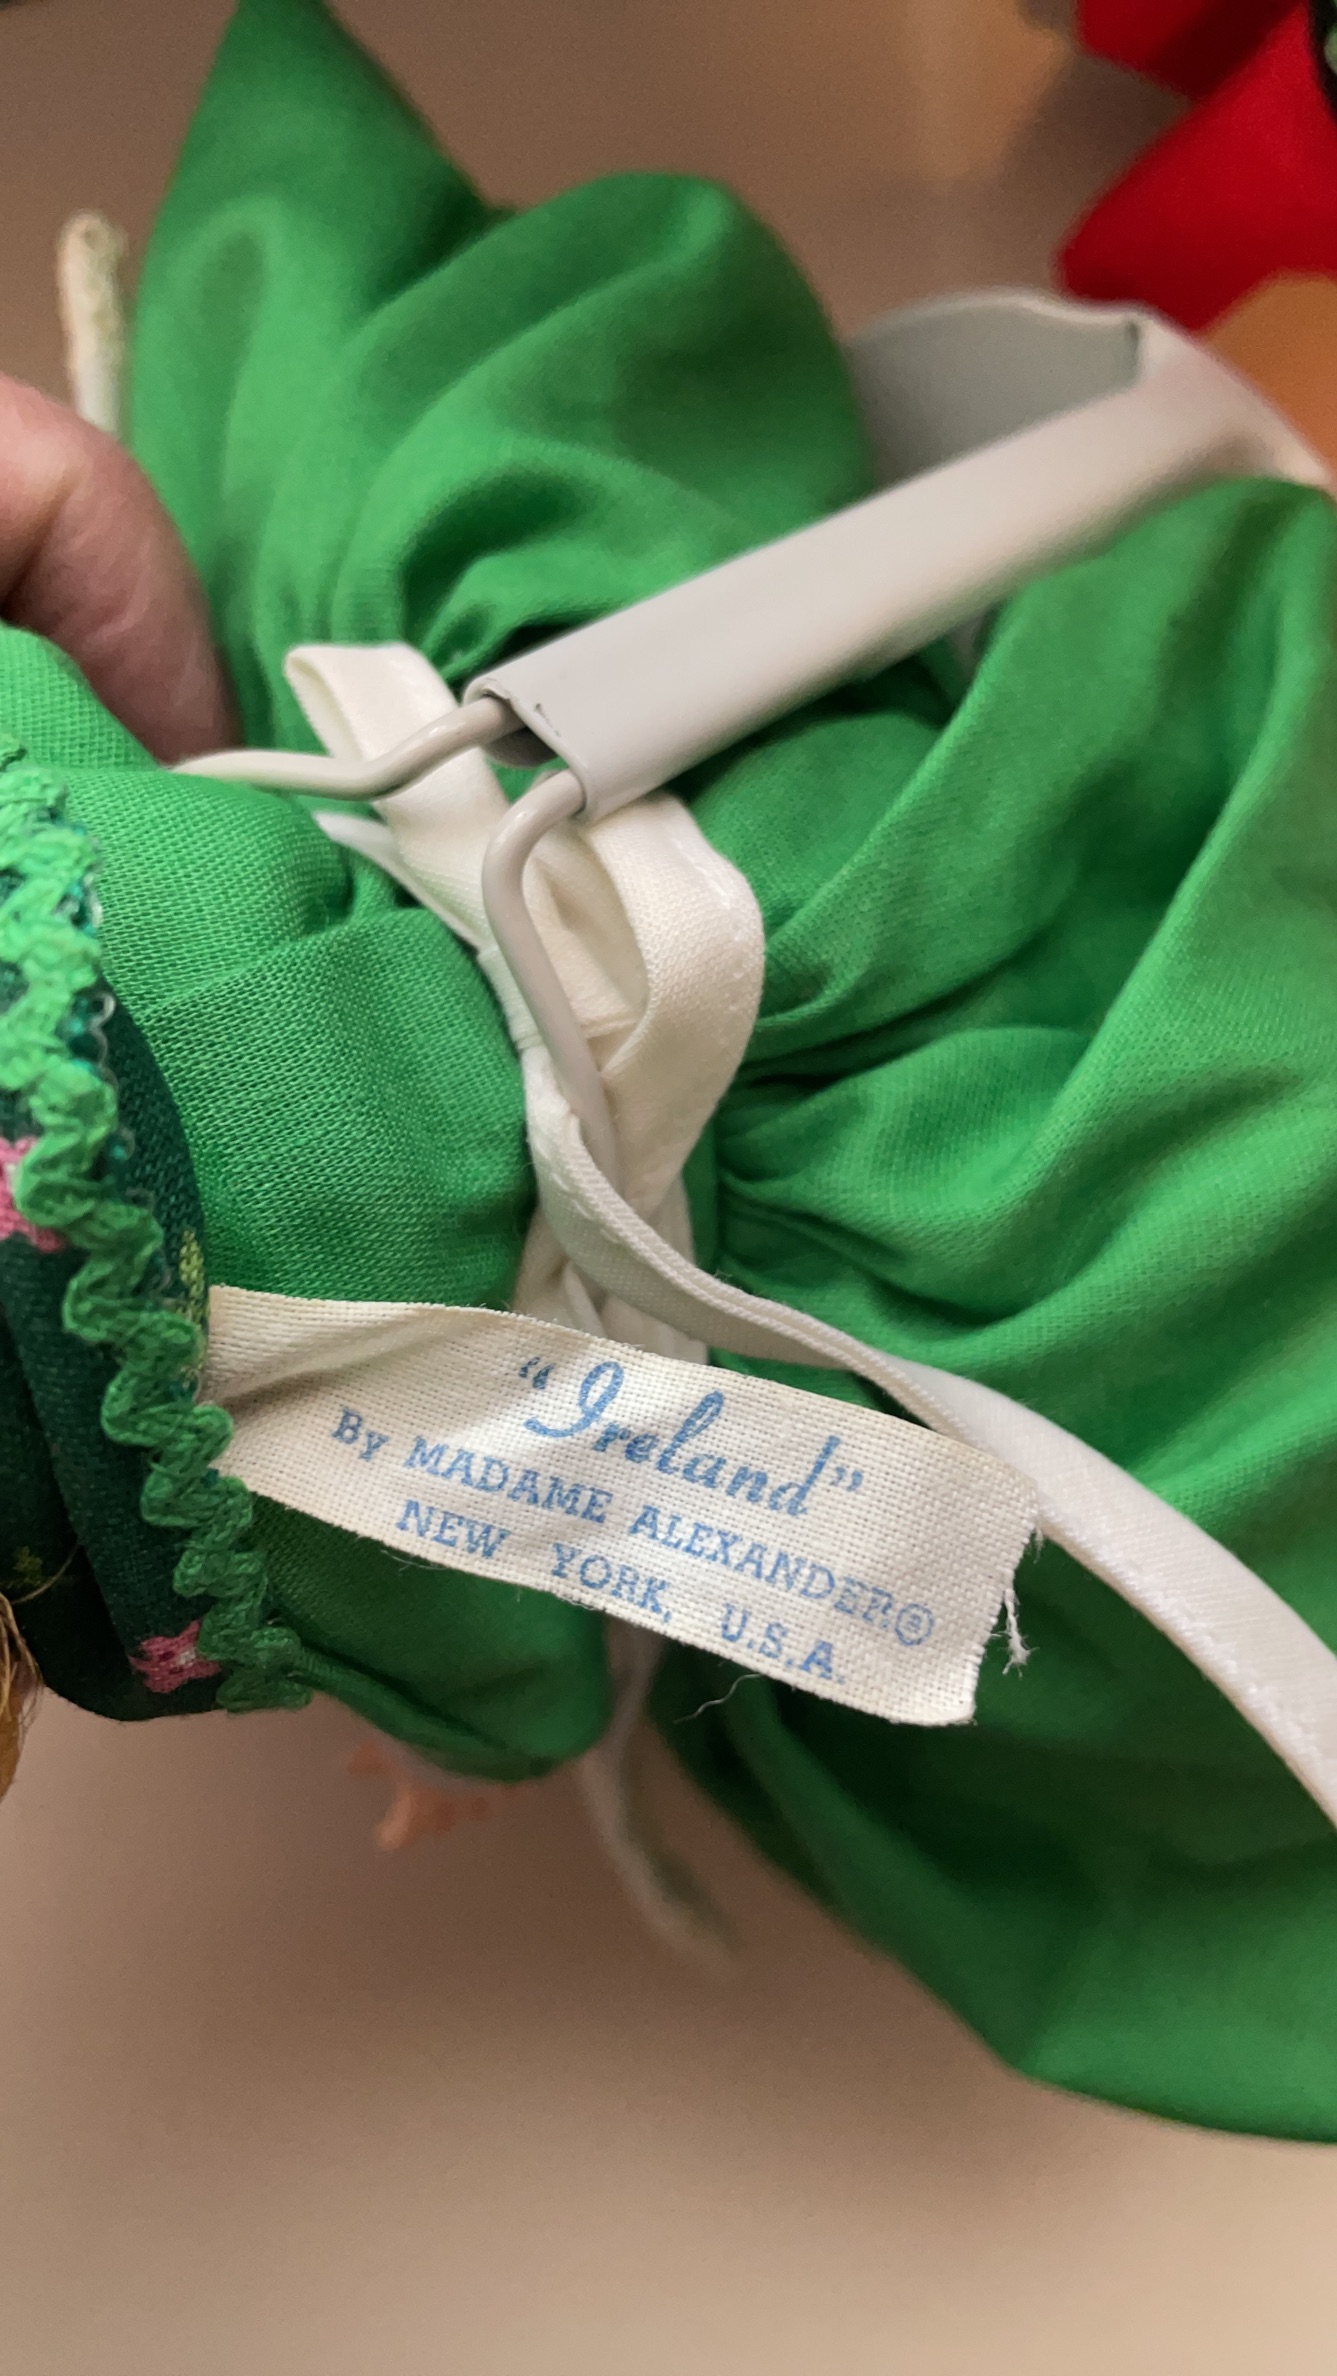 "Ireland"
By MADAME ALEXANDER®
NEW YORK, U.S.A.